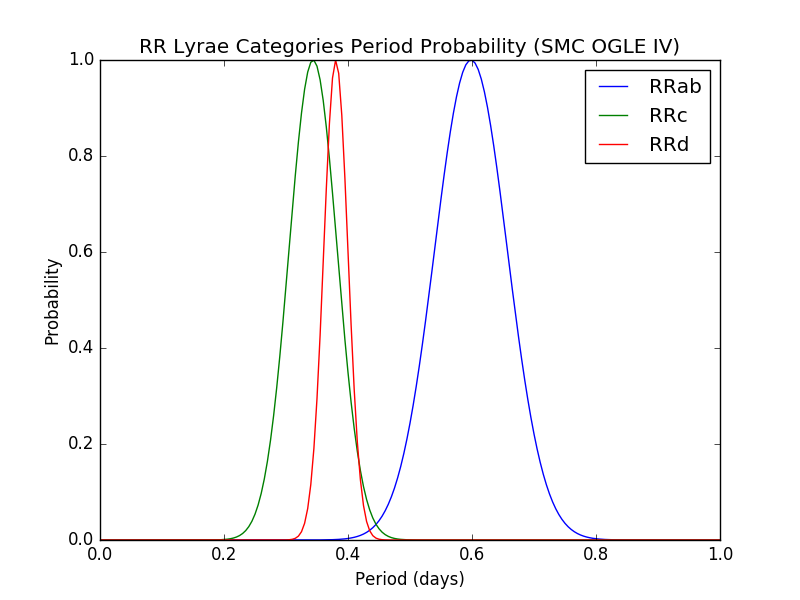 RR Lyrae Categories Period Probability (SMC OGLE IV)
1.0
0.8
0.6
0.4
0.2
0.0
Probability
RRab
RRc
RRd
0.0 0.2 0.4 0.6 0.8 1.0
Period (days)